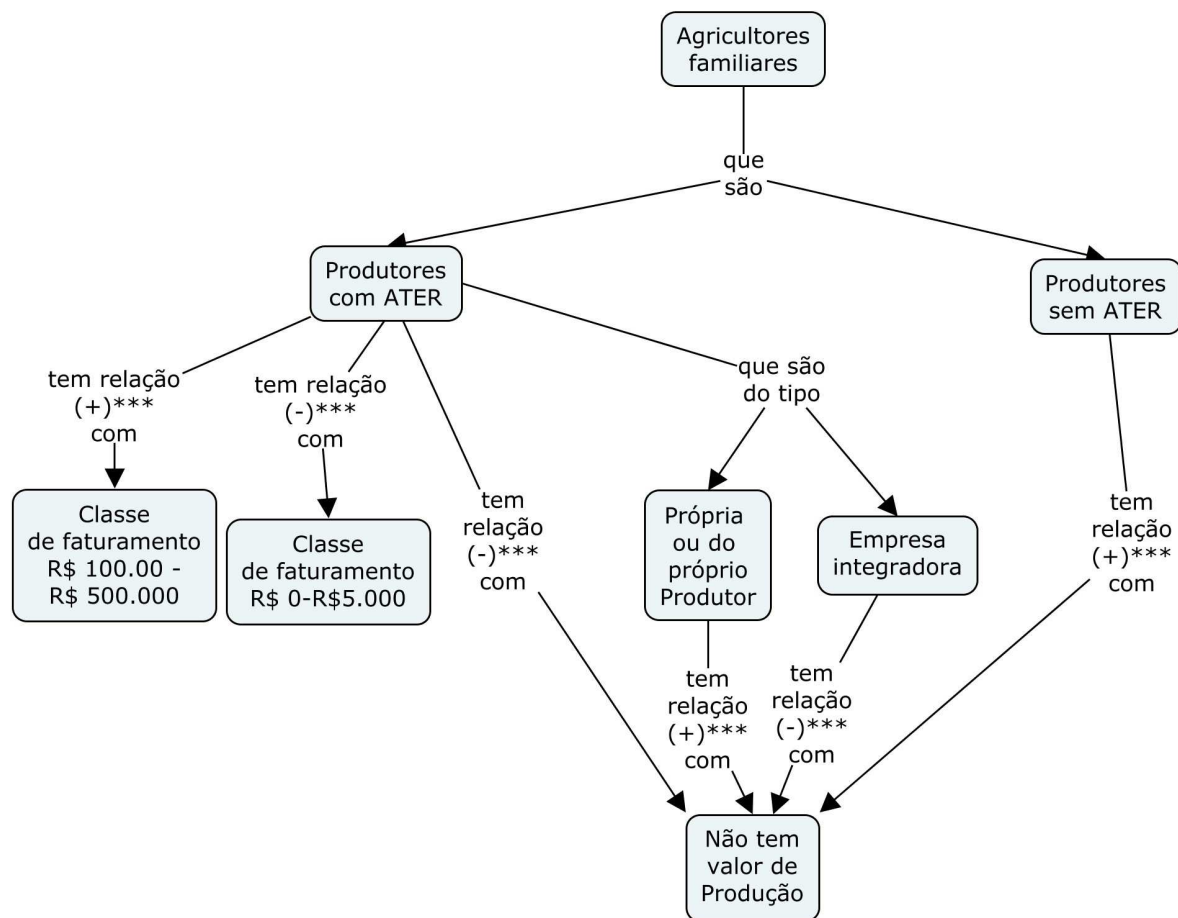 Agricultores
familiares
que
são
Produtores
com ATER
Produtores
sem ATER
tem relação
(+)***
com
tem relação
(-)***
com
que são
do tipo
Classe
de faturamento
R$ 100.00 -
R$ 500.000
Classe
de faturamento
R$ 0-R$5.000
tem
relação
(-)***
com
Própria
ou do
próprio
Produtor
Empresa
integradora
tem
relação
(+)***
com
tem
relação
(+)***
com
tem
relação
(-)***
com
Não tem
valor de
Produção